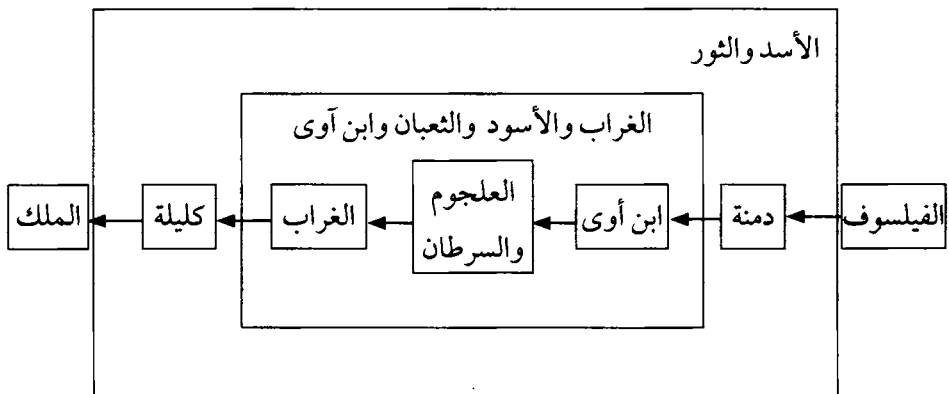 الأسد والثور
الغراب والأسود والثعبان وابن آوى
الفيلسوف
دمنة
ابن أوى
العلجوم
والسرطان
الغراب
كليلة
الملك